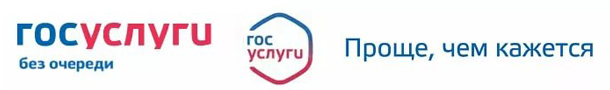 госуслуги
без очереди
гос
услуги
Проще, чем кажется